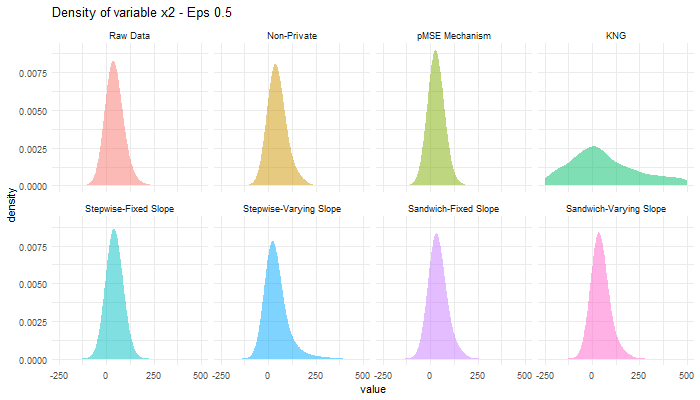 Density of variable x2 - Eps 0.5
Raw Data Non-Private pMSE Mechanism KNG
0.0075
0.0050
0.0025
0.0000
density
Stepwise-Fixed Slope Stepwise-Varying Slope Sandwich-Fixed Slope Sandwich-Varying Slope
0.0075
0.0050
0.0025
0.0000
-250 0 250 500 -250 0 250 500 -250 0 250 500 -250 0 250 500
value